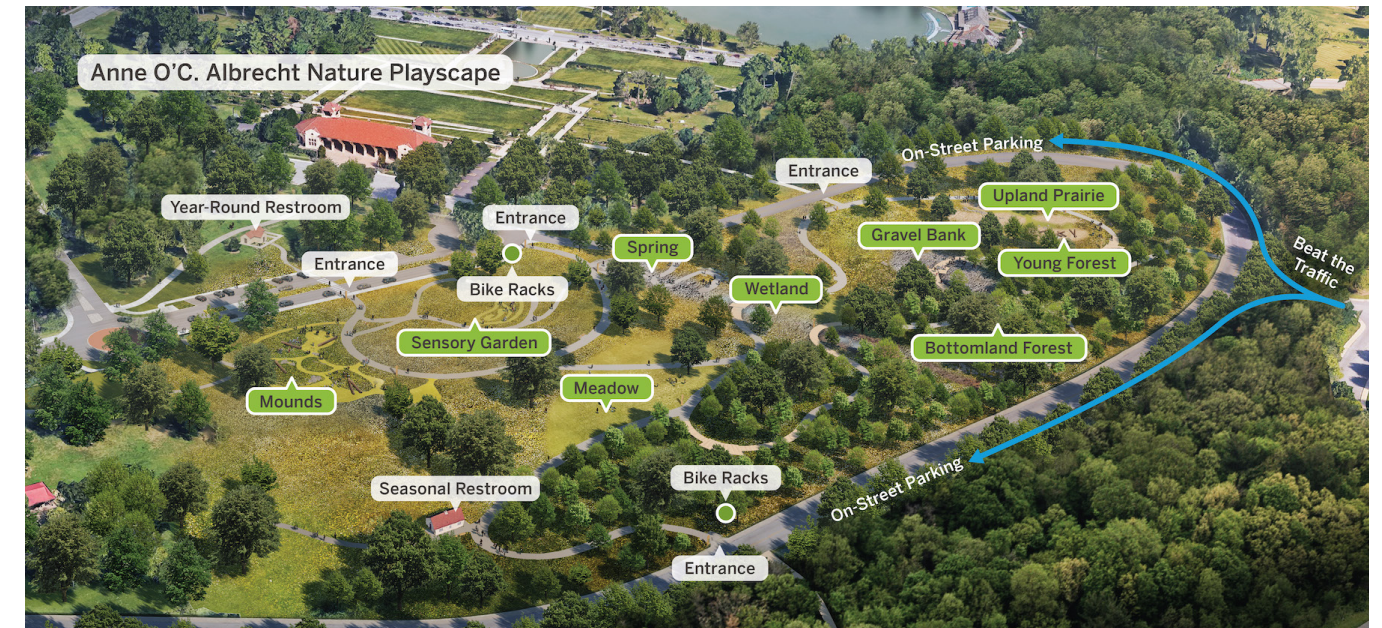 Anne O'C. Albrecht Nature Playscape
On-Street Parking
Entrance
Upland Prairie
Year-Round Restroom
Entrance
Gravel Bank
Spring
Young Forest
Beat the
Traffic
Entrance
Bike Racks
Wetland
Sensory Garden
Bottomland Forest
Meadow
Mounds
Bike Racks
Seasonal Restroom
On-Street Parking
Entrance